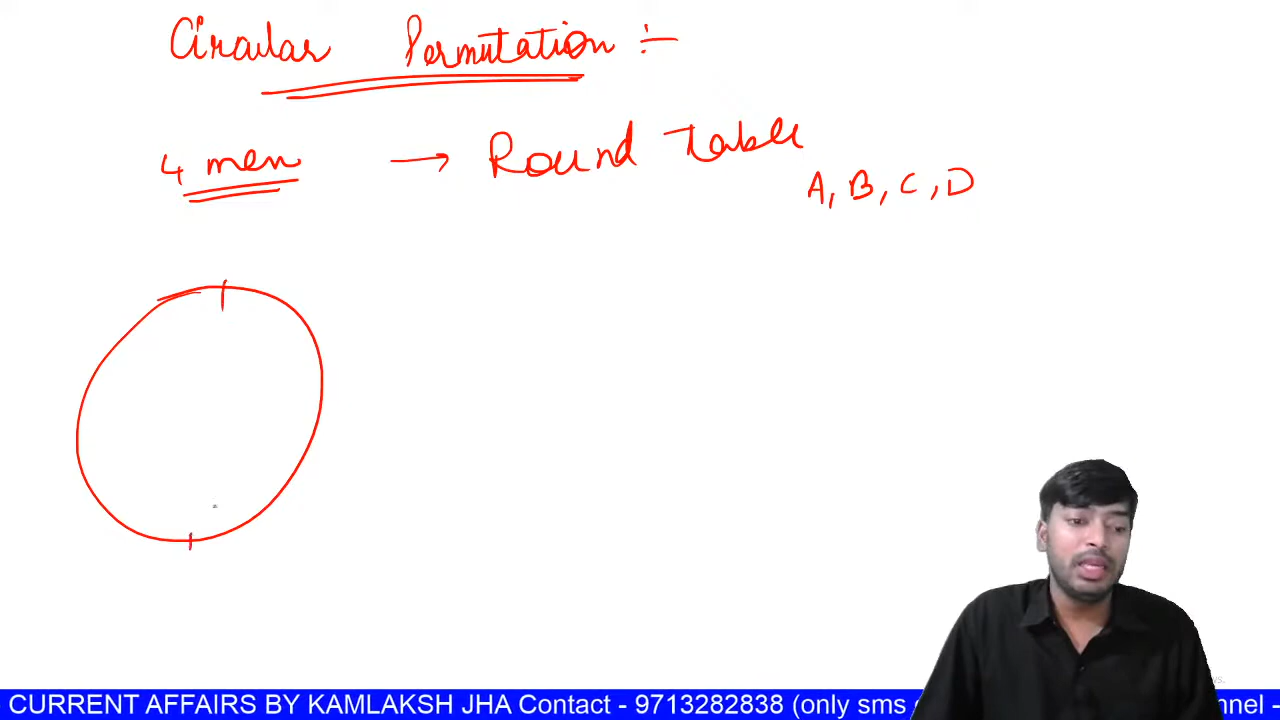 Circular Permutation :-
4 men → Round Table
A, B, C, D
CURRENT AFFAIRS BY KAMLAKSH JHA Contact - 9713282838 (only sms